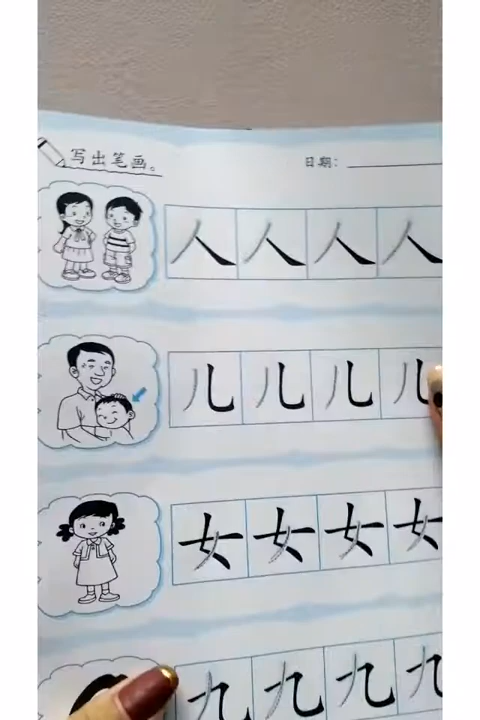 写出笔画。
日期：
人 人 人 人
儿 儿 儿 儿
女 女 女 女
九 九 九 九